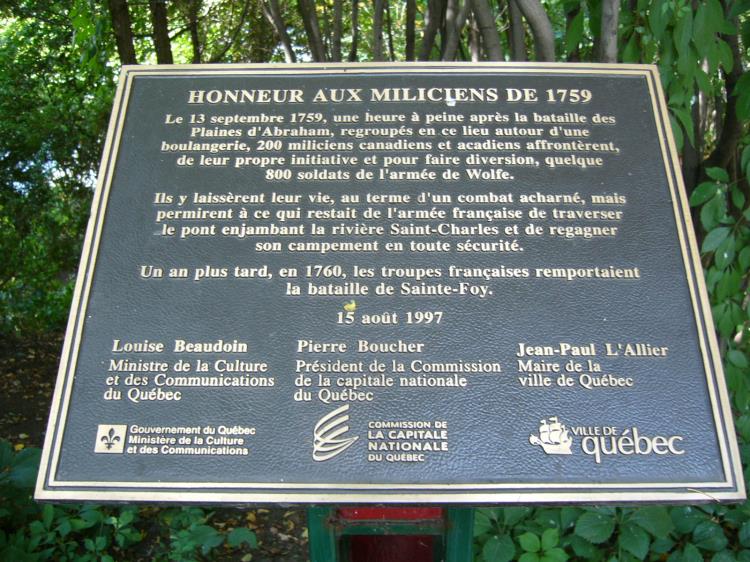 HONNEUR AUX MILICIENS DE 1759
Le 13 septembre 1759, une heure à peine après la bataille des
Plaines d'Abraham, regroupés en ce lieu autour d'une
boulangerie, 200 miliciens canadiens et acadiens affrontèrent,
de leur propre initiative et pour faire diversion, quelque
800 soldats de l'armée de Wolfe.
Ils y laissèrent leur vie, au terme d'un combat acharné, mais
permirent à ce qui restait de l'armée française de traverser
le pont enjambant la rivière Saint-Charles et de regagner
son campement en toute sécurité.
Un an plus tard, en 1760, les troupes françaises remportaient
la bataille de Sainte-Foy.
15 août 1997
Louise Beaudoin
Ministre de la Culture
et des Communications
du Québec
Pierre Boucher
Président de la Commission
de la capitale nationale
du Québec
Jean-Paul L'Allier
Maire de la
ville de Québec
Gouvernement du Québec
Ministère de la Culture
et des Communications
COMMISSION DE
LA CAPITALE
NATIONALE
DU QUÉBEC
VILLE DE
québec